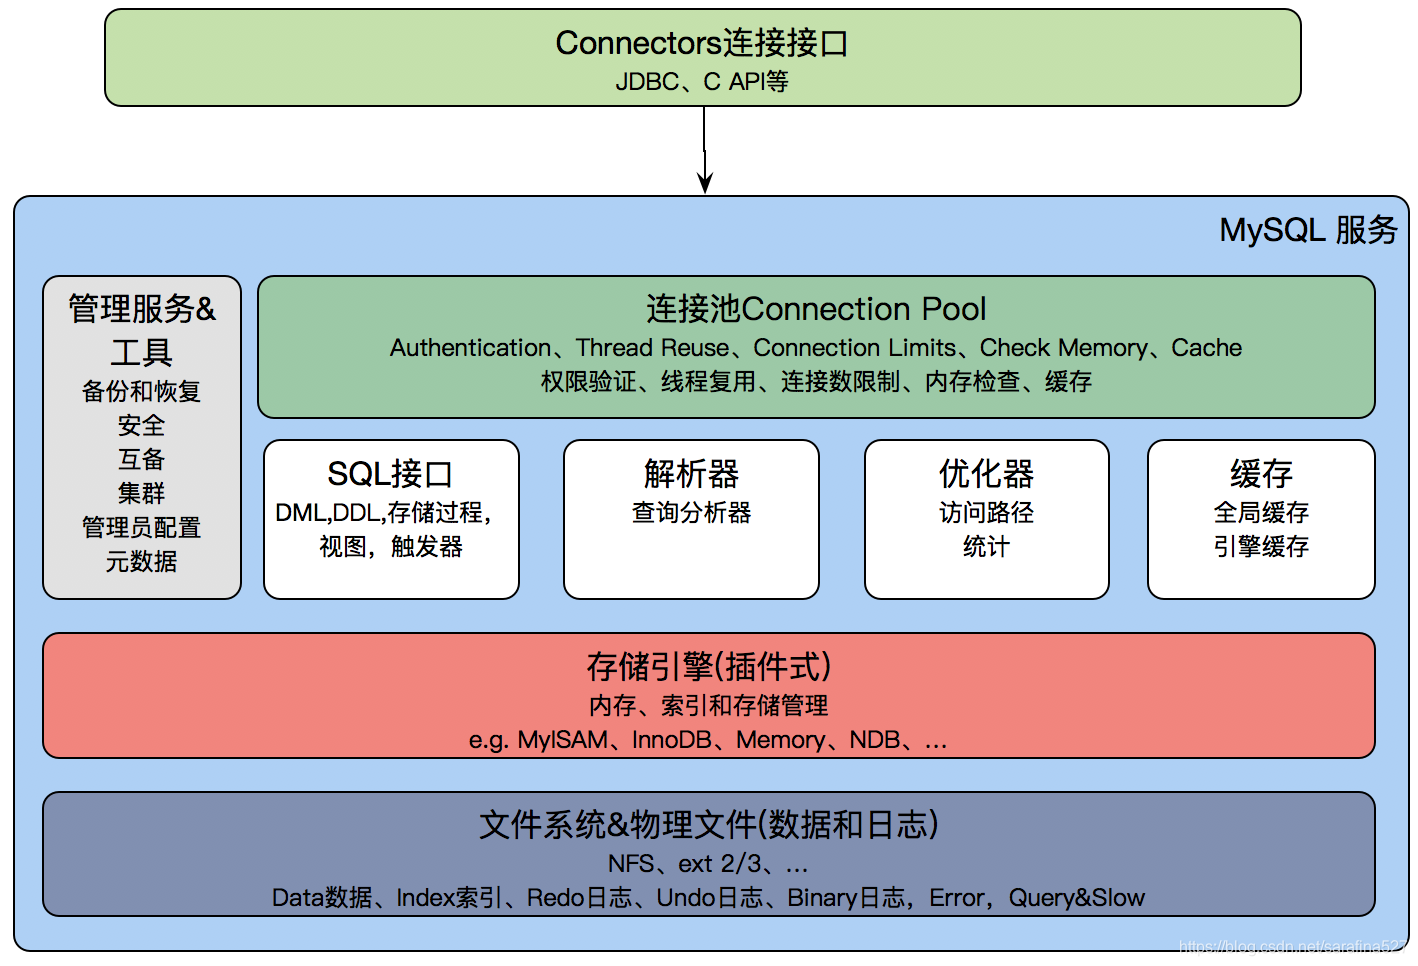 Connectors连接接口
JDBC、C API等
MySQL 服务
管理服务&
工具
备份和恢复
安全
互备
集群
管理员配置
元数据
连接池Connection Pool
Authentication、Thread Reuse、Connection Limits、Check Memory、Cache
权限验证、线程复用、连接数限制、内存检查、缓存
SQL接口
DML,DDL,存储过程,
视图，触发器
解析器
查询分析器
优化器
访问路径
统计
缓存
全局缓存
引擎缓存
存储引擎(插件式)
内存、索引和存储管理
e.g. MyISAM、InnoDB、Memory、NDB、...
文件系统&物理文件(数据和日志)
NFS、ext 2/3、...
Data数据、Index索引、Redo日志、Undo日志、Binary日志，Error，Query&Slow